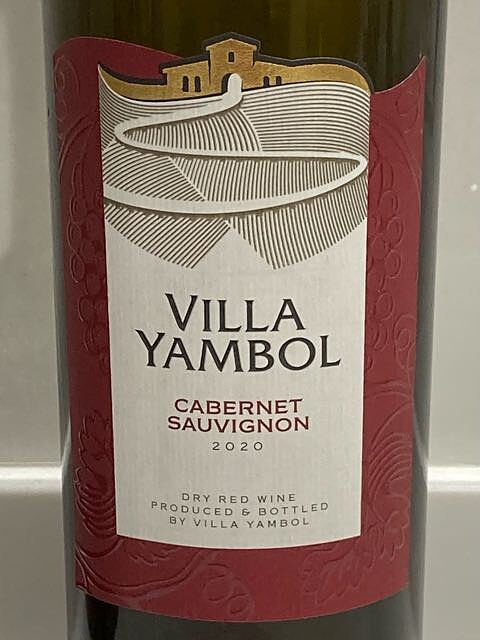 VILLA
YAMBOL
CABERNET
SAUVIGNON
2020
DRY RED WINE
PRODUCED & BOTTLED
BY VILLA YAMBOL